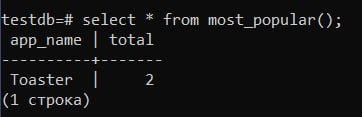 testdb=# select * from most_popular();
 app_name | total
----------+-------
 Toaster  |     2
(1 строка)